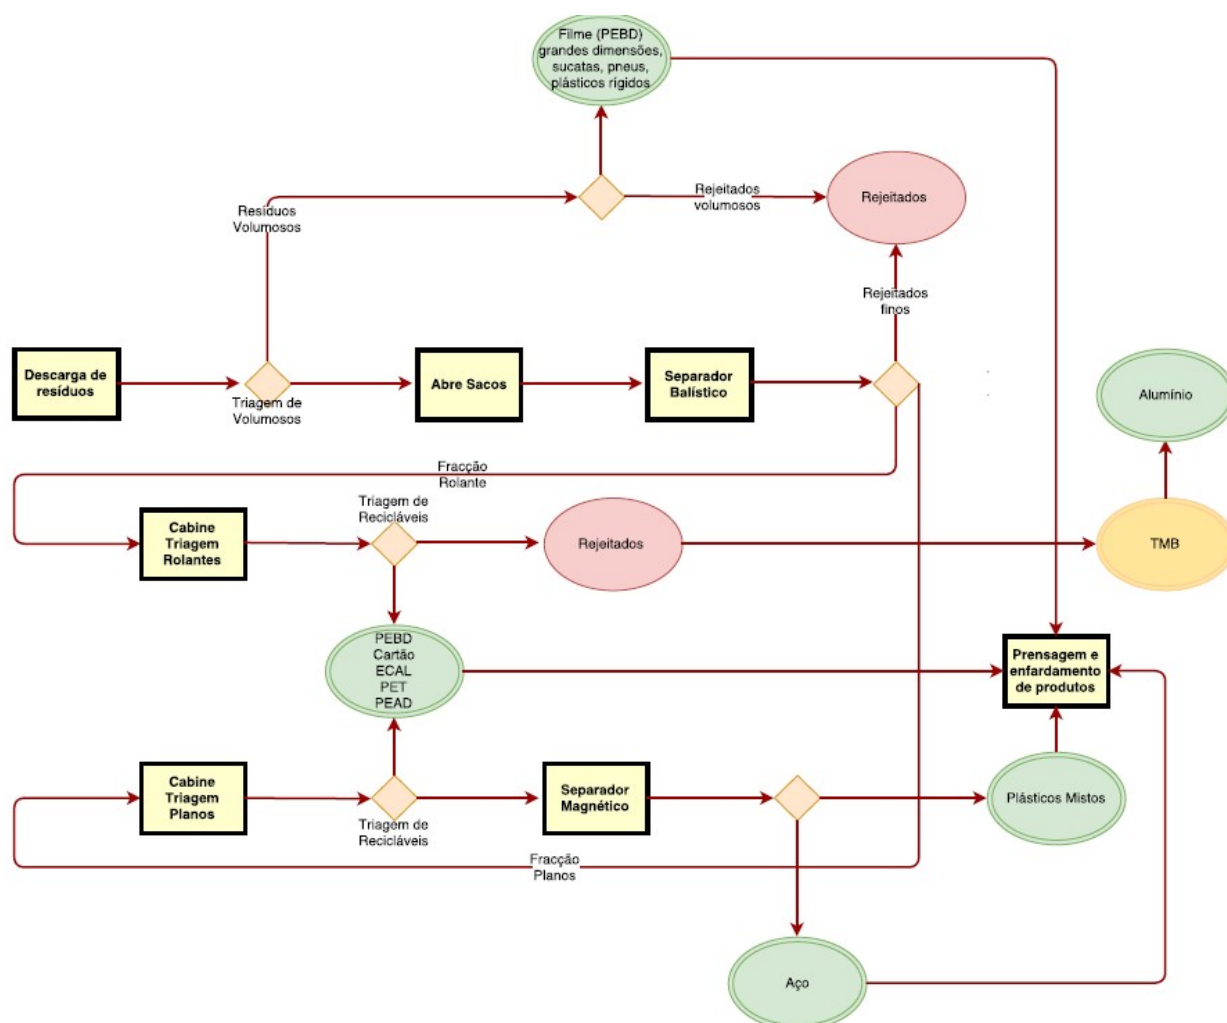 Filme (PEBD)
grandes dimensões,
sucatas, pneus,
plásticos rígidos
Resíduos
Volumosos
Rejeitados
volumosos
Rejeitados
Rejeitados
finos
Descarga de
resíduos
Triagem de
Volumosos
Abre Sacos
Separador
Balístico
Alumínio
Fracção
Rolante
Cabine
Triagem
Rolantes
Triagem de
Recicláveis
Rejeitados
TMB
PEBD
Cartão
ECAL
PET
PEAD
Prensagem e
enfardamento
de produtos
Cabine
Triagem
Planos
Triagem de
Recicláveis
Separador
Magnético
Plásticos Mistos
Fracção
Planos
Aço